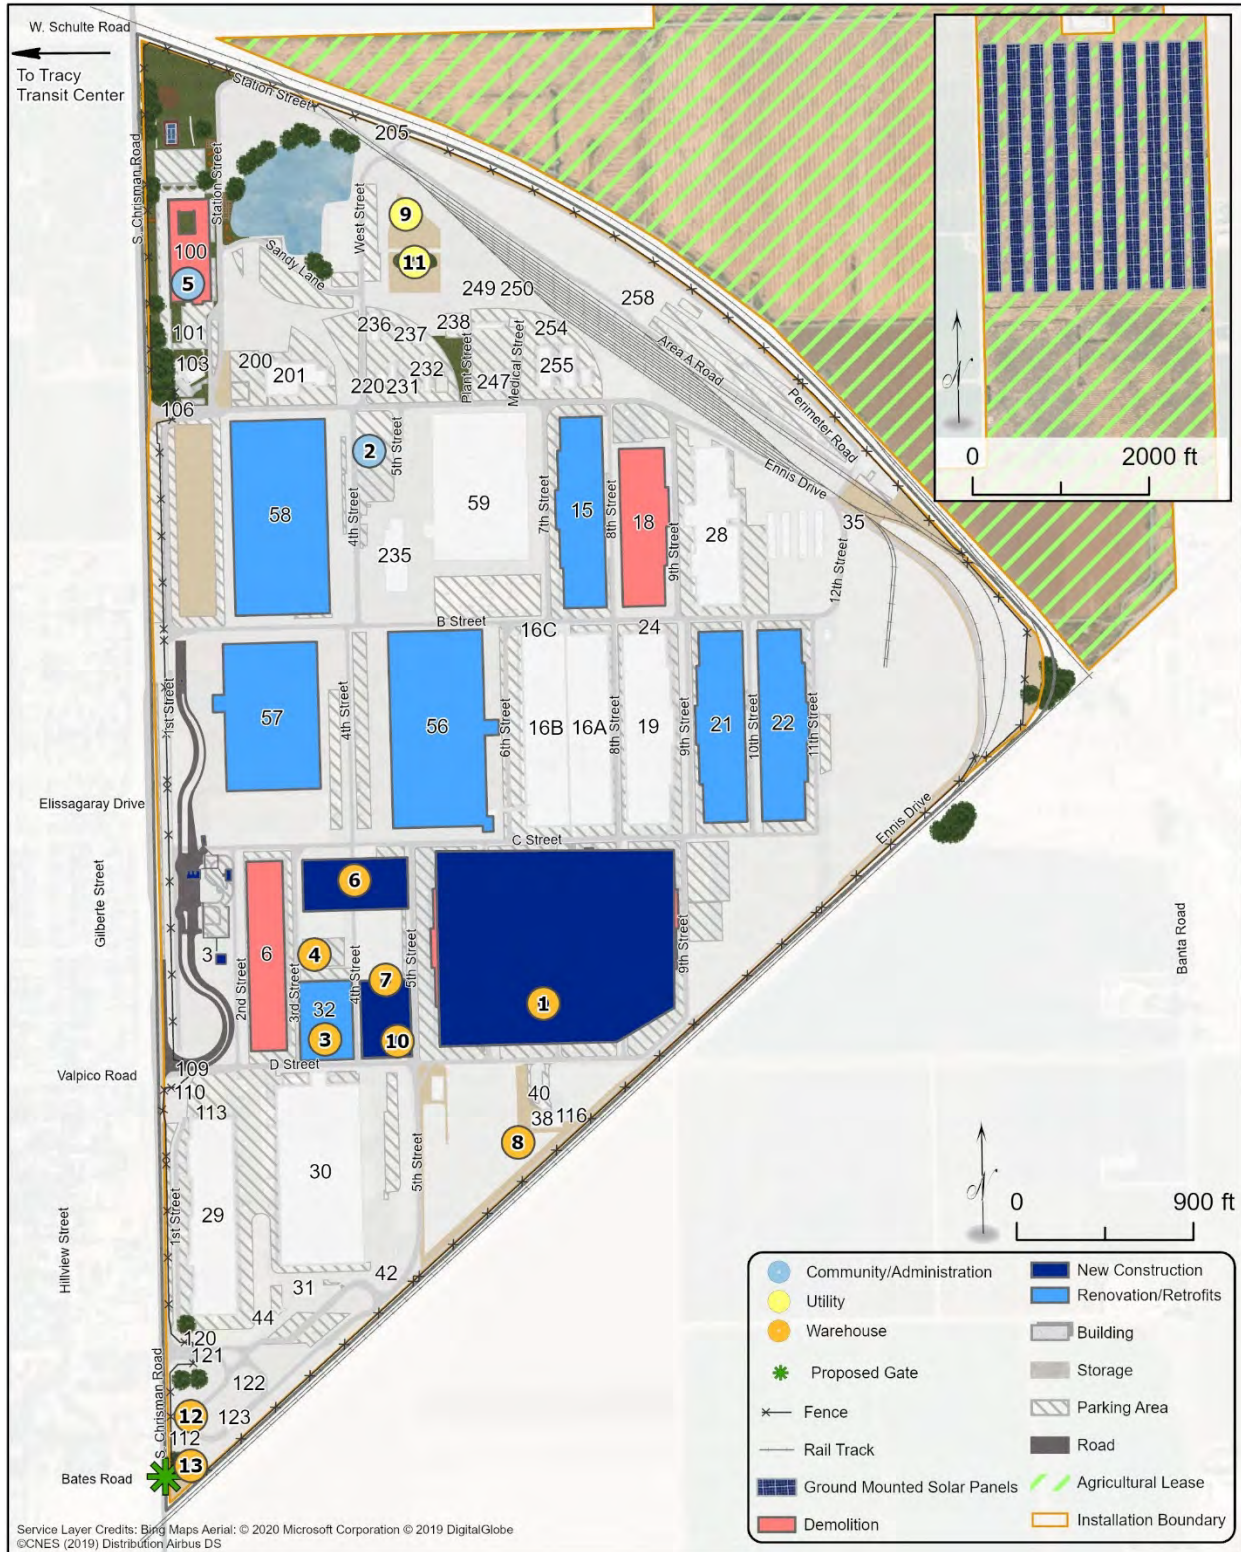 W. Schulte Road
To Tracy
Transit Center
Station Street
205
S. Chrisman Road
Station Street
West Street
Sandy Lane
100
5
9
11
101
103
106
249
250
258
236
237
238
254
255
232
247
200
201
220
231
Plant Street
Medical Street
Area A Road
Perimeter Road
Ennis Drive
N
0
2000 ft
2
4th Street
5th Street
58
59
235
7th Street
15
8th Street
18
9th Street
28
35
12th Street
B Street
16C
24
1st Street
57
4th Street
56
6th Street
16B
16A
8th Street
19
9th Street
21
10th Street
22
11th Street
Elissagaray Drive
C Street
Ennis Drive
Gilberte Street
3
2nd Street
6
3rd Street
6
4
4th Street
7
5th Street
32
3
10
1
9th Street
Banta Road
Valpico Road
109
D Street
110
113
40
38
116
8
30
5th Street
29
1st Street
Hillview Street
31
42
44
120
121
122
123
12
112
13
S. Chrisman Road
Bates Road
N
0
900 ft
Community/Administration
Utility
Warehouse
Proposed Gate
Fence
Rail Track
Ground Mounted Solar Panels
Demolition
New Construction
Renovation/Retrofits
Building
Storage
Parking Area
Road
Agricultural Lease
Installation Boundary
Service Layer Credits: Bing Maps Aerial: © 2020 Microsoft Corporation © 2019 DigitalGlobe
©CNES (2019) Distribution Airbus DS